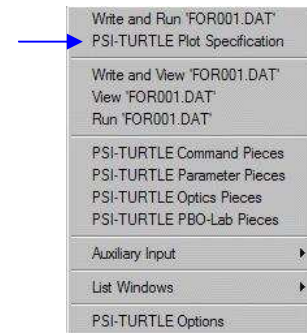 Write and Run 'FOR001.DAT'
PSI-TURTLE Plot Specification
Write and View 'FOR001.DAT'
View 'FOR001.DAT'
Run 'FOR001.DAT'
PSI-TURTLE Command Pieces
PSI-TURTLE Parameter Pieces
PSI-TURTLE Optics Pieces
PSI-TURTLE PBO-Lab Pieces
Auxiliary Input
List Windows
PSI-TURTLE Options